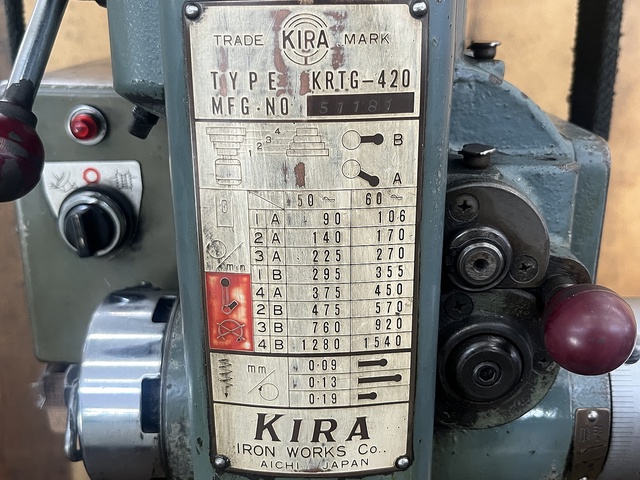 TRADE KIRA MARK
TYPE KRTG-420
MFG·NO 51181
4
3
2
1
B
A
50~ 60~
1 A 90 106
2 A 140 170
3 A 225 270
1 B 295 355
4 A 375 450
2 B 475 570
3 B 760 920
4 B 1280 1540
mm
0·09
0·13
0·19
KIRA
IRON WORKS Co..
AICHI JAPAN